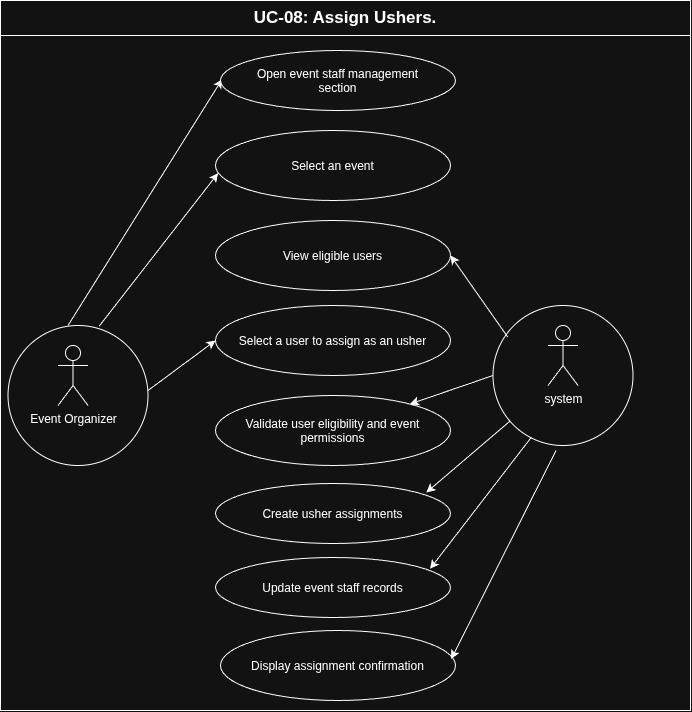 UC-08: Assign Ushers.
Open event staff management
section
Select an event
View eligible users
Select a user to assign as an usher
Event Organizer
system
Validate user eligibility and event
permissions
Create usher assignments
Update event staff records
Display assignment confirmation